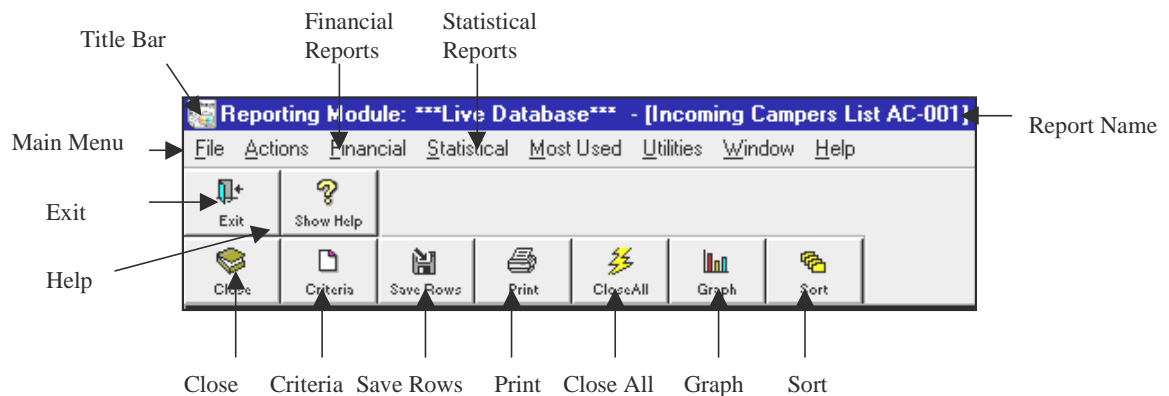 Financial
Reports
Statistical
Reports
Title Bar
Reporting Module: ***Live Database*** - [Incoming Campers List AC-001]
Report Name
Main Menu
File Actions Financial Statistical Most Used Utilities Window Help
Exit
Exit Show Help
Help
Close Criteria Save Rows Print CloseAll Graph Sort
Close Criteria Save Rows Print Close All Graph Sort